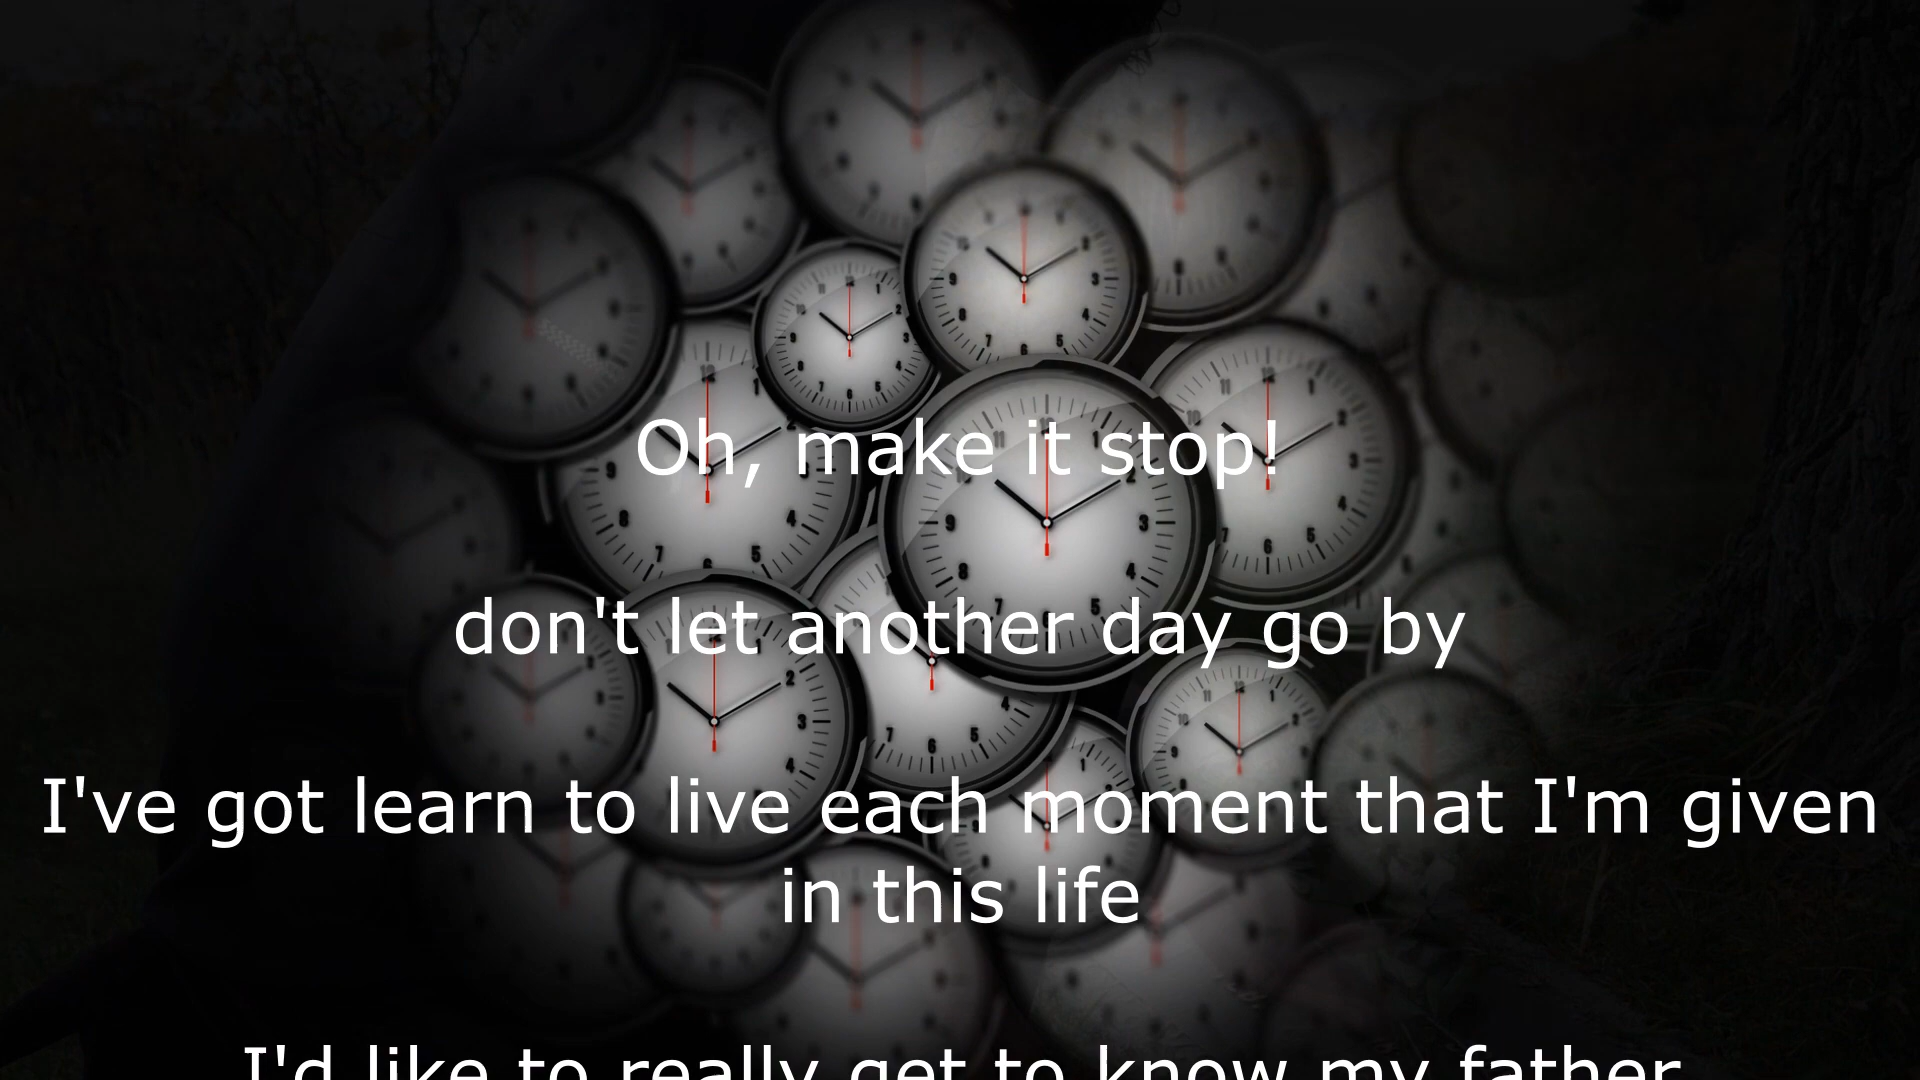 Oh, make it stop!
don't let another day go by
I've got learn to live each moment that I'm given
in this life
I'd like to really get to know my father